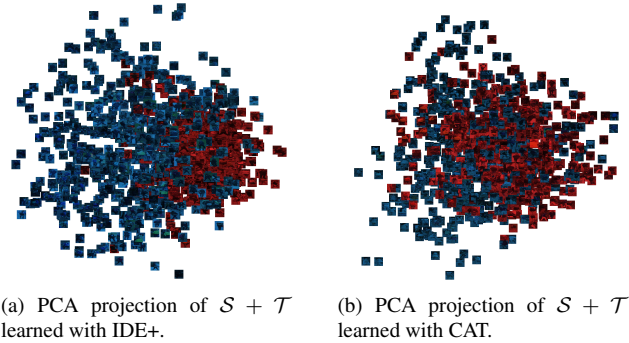 (a) PCA projection of 𝒮 + 𝒯
learned with IDE+.
(b) PCA projection of 𝒮 + 𝒯
learned with CAT.